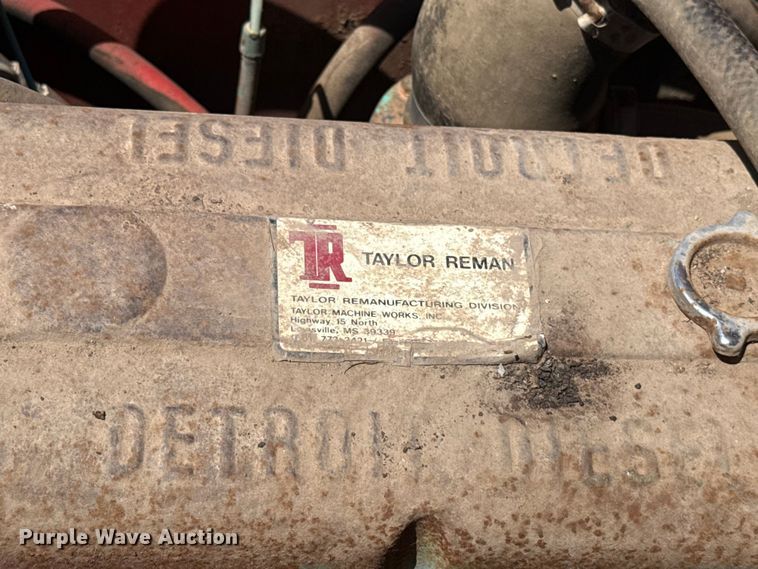 DETROIT DIESEL
TR TAYLOR REMAN
TAYLOR REMANUFACTURING DIVISION
TAYLOR MACHINE WORKS, INC
Highway 15 North
Louisville, MS 39339
DETROIT DIESEL
Purple Wave Auction